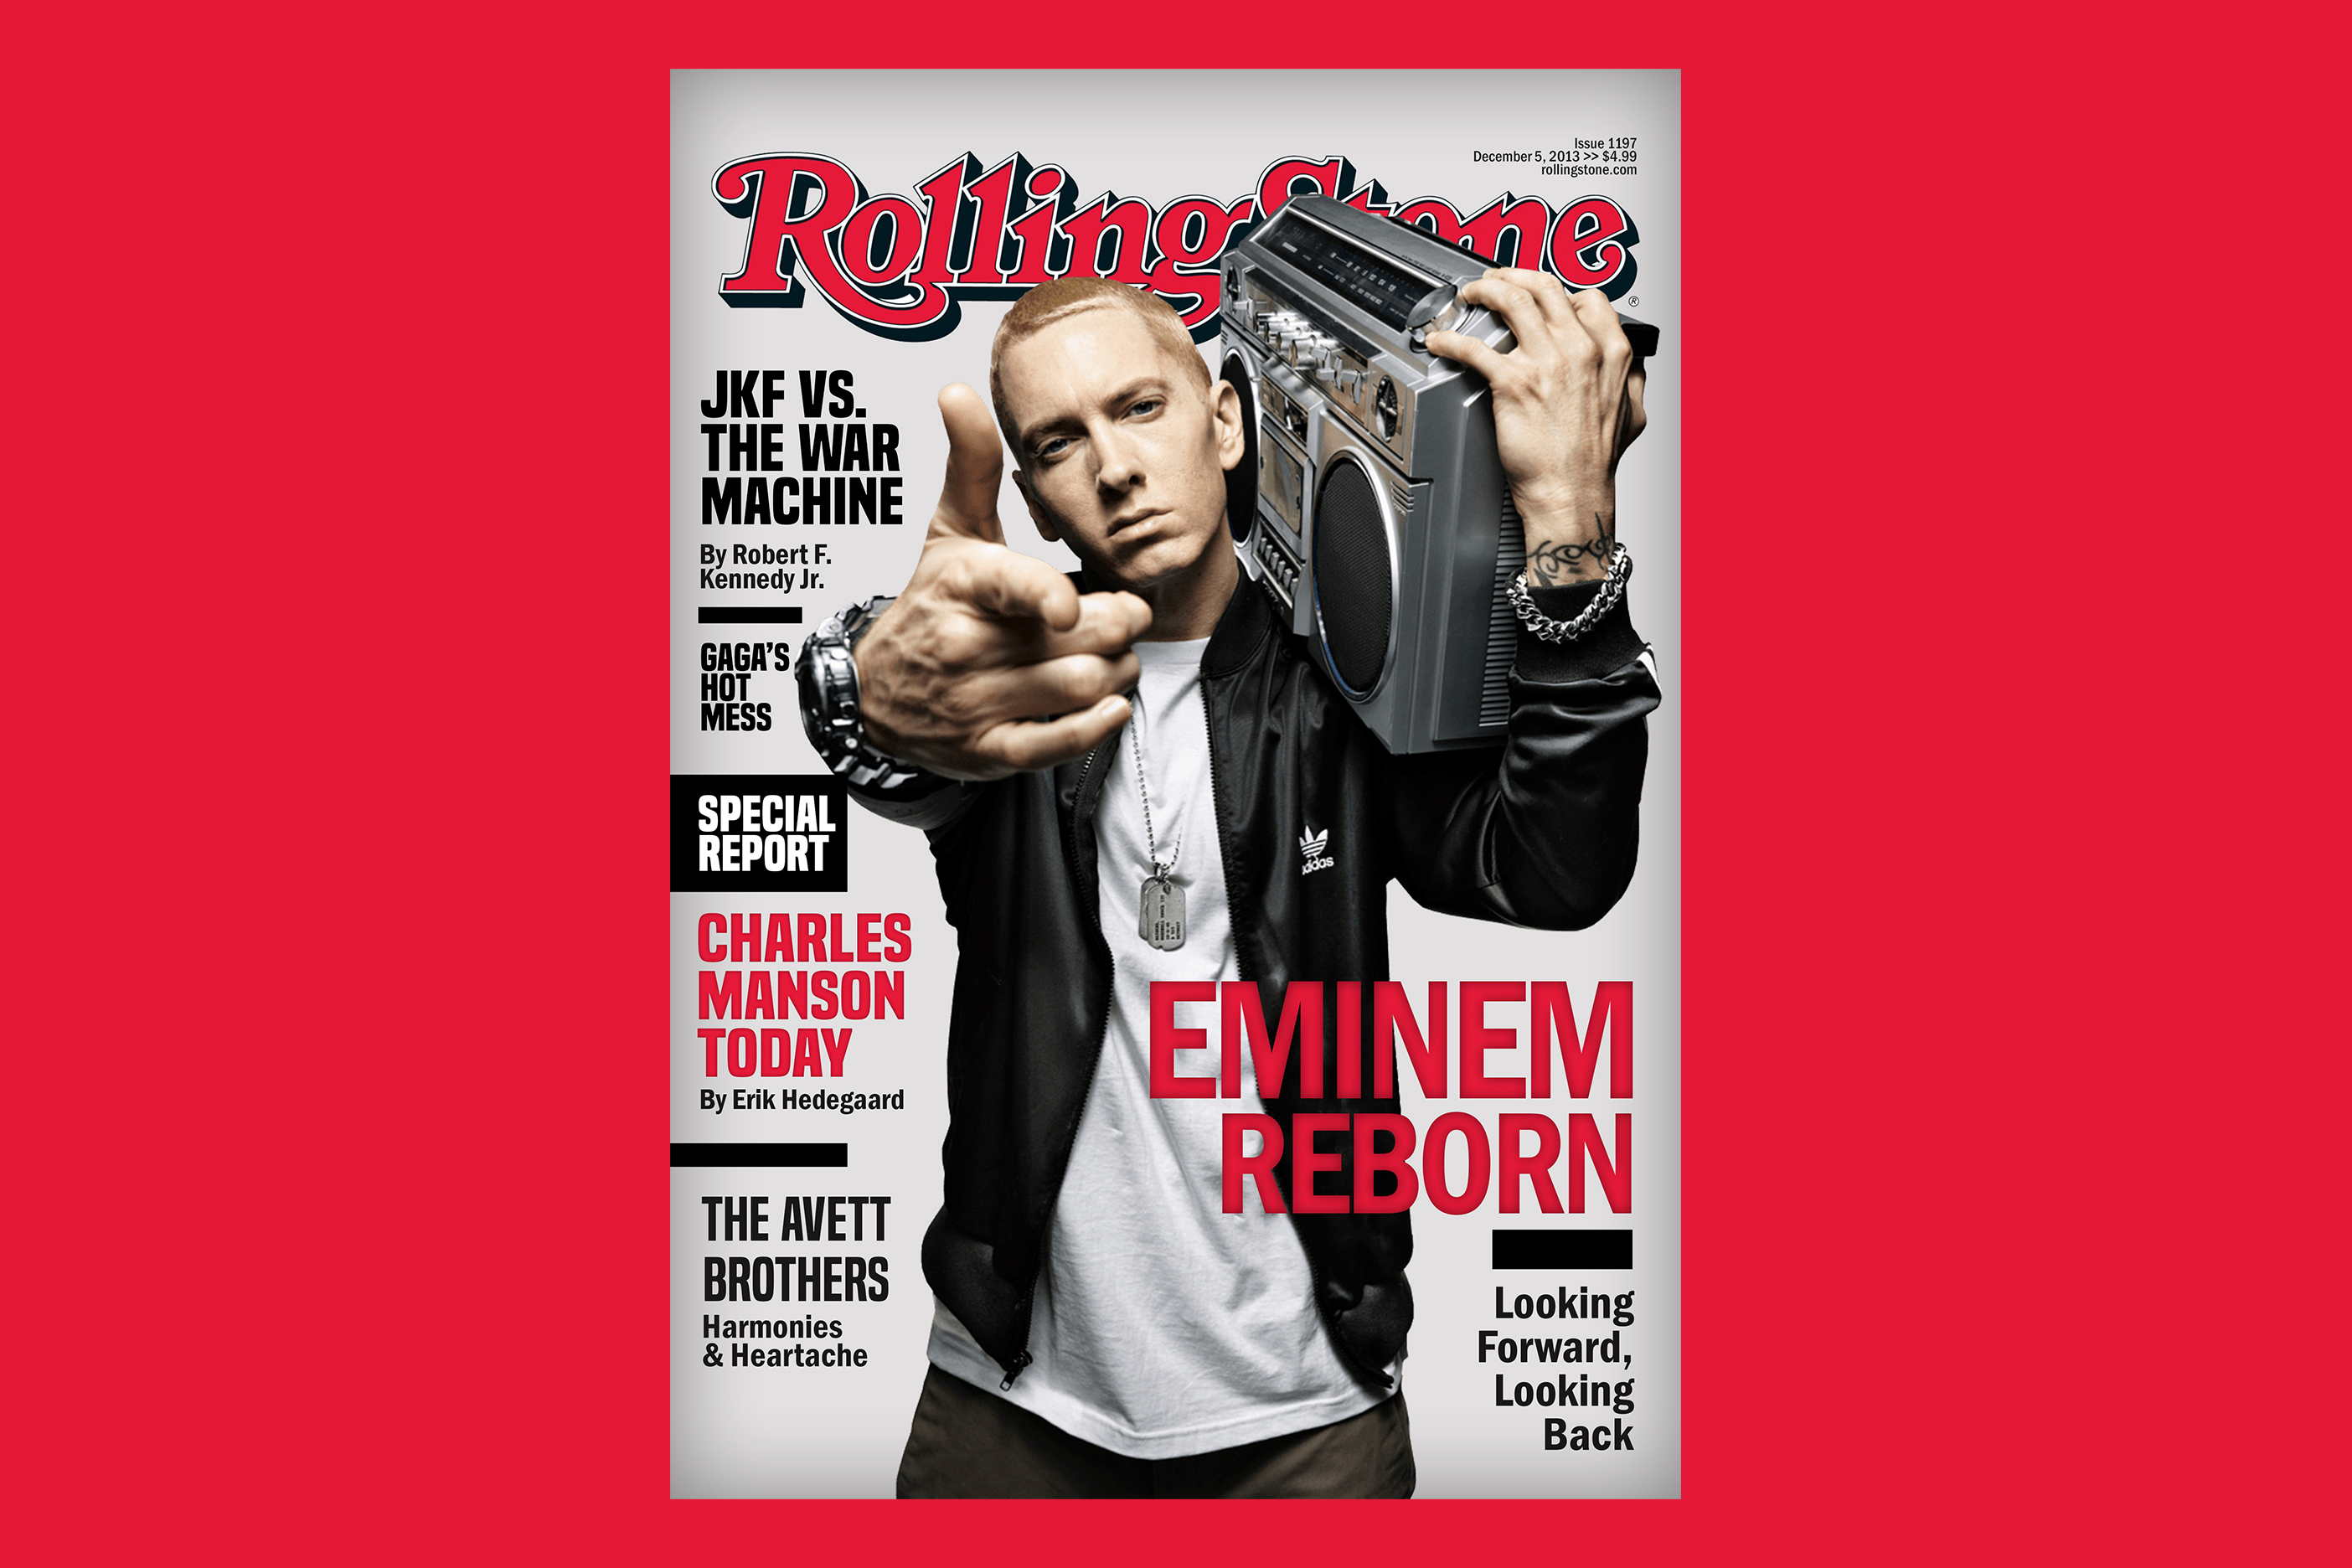 Issue 1197
December 5, 2013 >> $4.99
rollingstone.com
Rolling Stone
®
JKF VS.
THE WAR
MACHINE
By Robert F.
Kennedy Jr.
GAGA’S
HOT
MESS
SPECIAL
REPORT
CHARLES
MANSON
TODAY
By Erik Hedegaard
THE AVETT
BROTHERS
Harmonies
& Heartache
adidas
EMINEM
REBORN
Looking
Forward,
Looking
Back